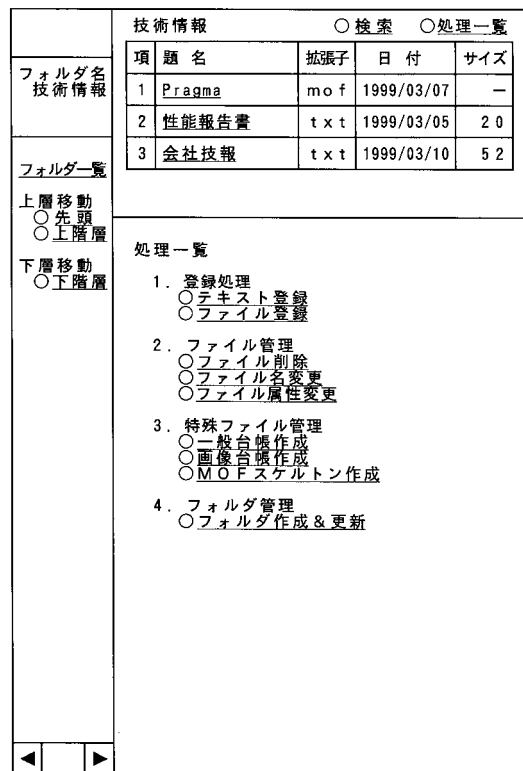 フォルダ名
技術情報
フォルダ一覧
上層移動
○先頭
○上階層
下層移動
○下階層
◀ ▶
技術情報 ○検索 ○処理一覧
項 題名 拡張子 日付 サイズ
1 Pragma mof 1999/03/07 －
2 性能報告書 txt 1999/03/05 20
3 会社技報 txt 1999/03/10 52
処理一覧
1．登録処理
○テキスト登録
○ファイル登録
2．ファイル管理
○ファイル削除
○ファイル名変更
○ファイル属性変更
3．特殊ファイル管理
○一般台帳作成
○画像台帳作成
○MOFスケルトン作成
4．フォルダ管理
○フォルダ作成＆更新